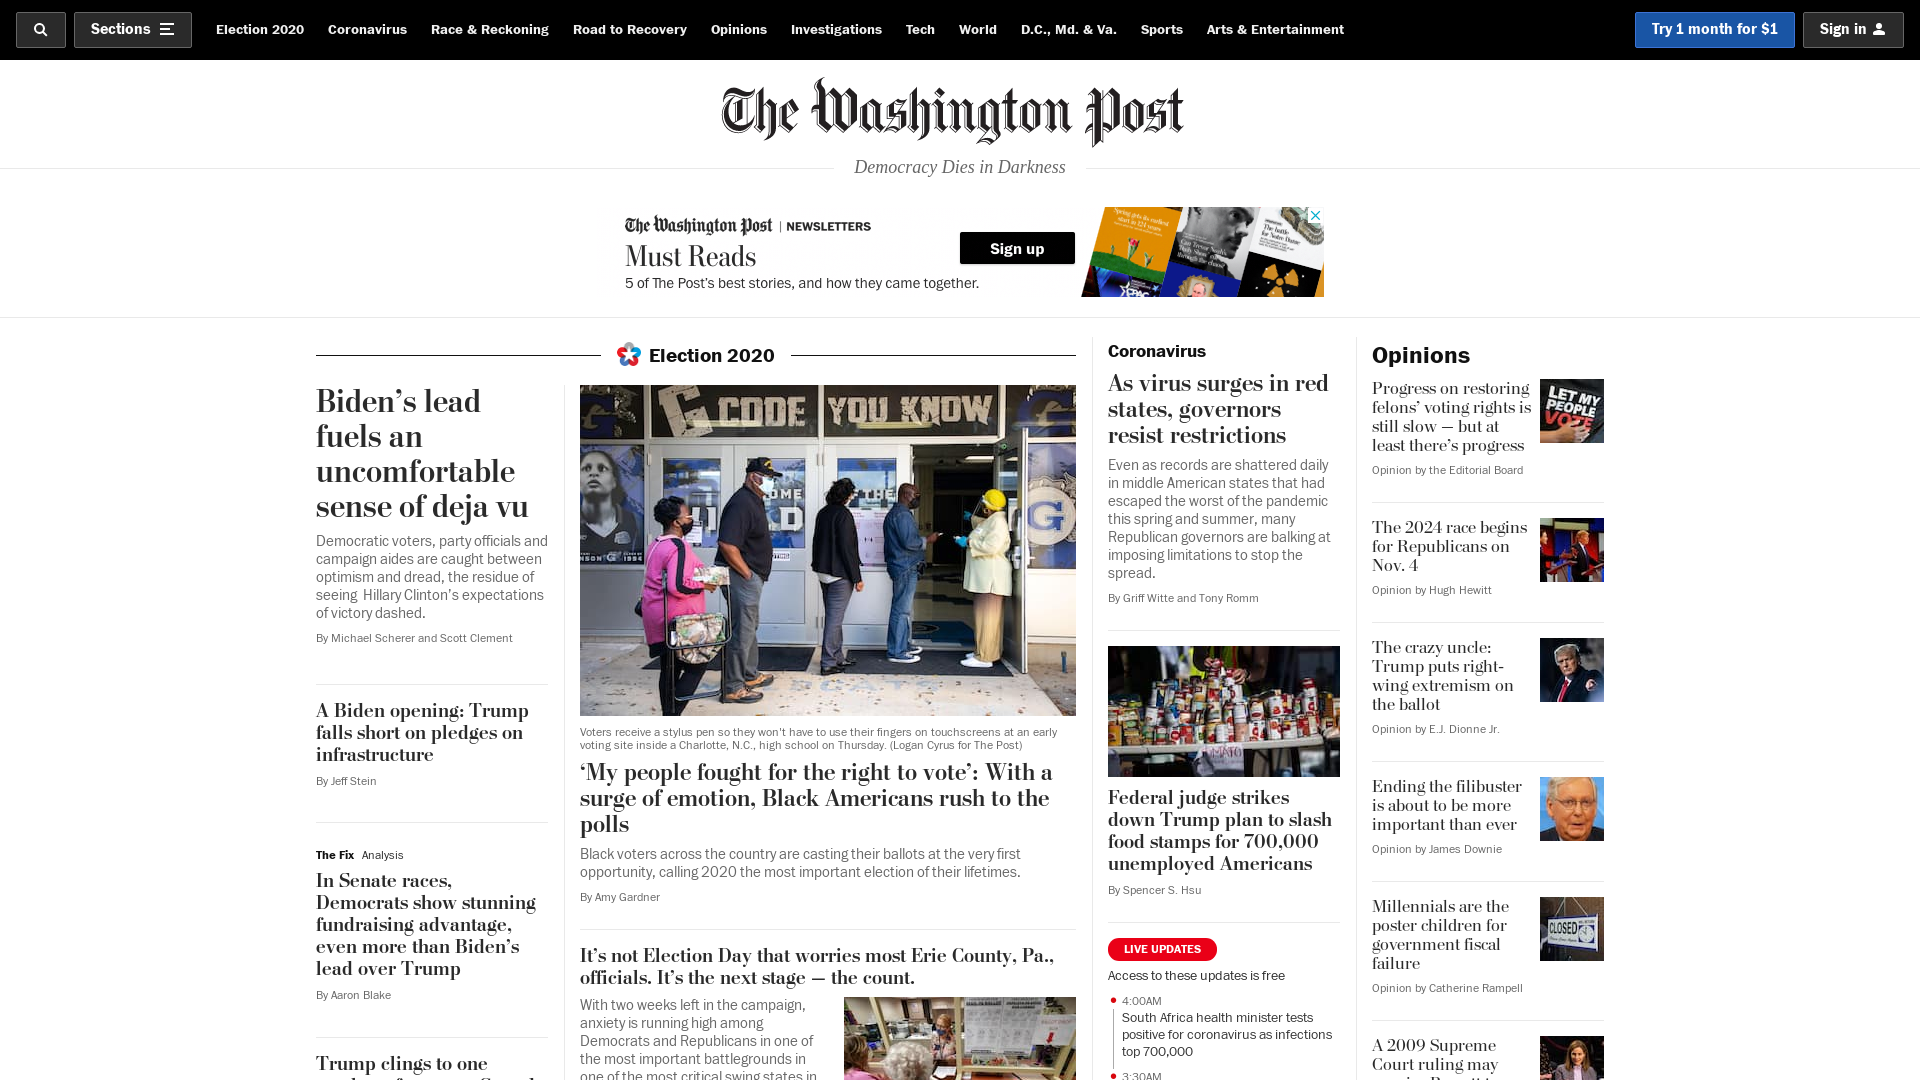 Sections
Election 2020
Coronavirus
Race & Reckoning
Road to Recovery
Opinions
Investigations
Tech
World
D.C., Md. & Va.
Sports
Arts & Entertainment
Try 1 month for $1
Sign in
The Washington Post
Democracy Dies in Darkness
The Washington Post | NEWSLETTERS
Must Reads
5 of The Post's best stories, and how they came together.
Sign up
Election 2020
Biden’s lead
fuels an
uncomfortable
sense of deja vu
Democratic voters, party officials and
campaign aides are caught between
optimism and dread, the residue of
seeing Hillary Clinton’s expectations
of victory dashed.
By Michael Scherer and Scott Clement
A Biden opening: Trump
falls short on pledges on
infrastructure
By Jeff Stein
The Fix Analysis
In Senate races,
Democrats show stunning
fundraising advantage,
even more than Biden’s
lead over Trump
By Aaron Blake
Trump clings to one
CODE YOU KNOW
Voters receive a stylus pen so they won't have to use their fingers on touchscreens at an early
voting site inside a Charlotte, N.C., high school on Thursday. (Logan Cyrus for The Post)
‘My people fought for the right to vote’: With a
surge of emotion, Black Americans rush to the
polls
Black voters across the country are casting their ballots at the very first
opportunity, calling 2020 the most important election of their lifetimes.
By Amy Gardner
It’s not Election Day that worries most Erie County, Pa.,
officials. It’s the next stage — the count.
With two weeks left in the campaign,
anxiety is running high among
Democrats and Republicans in one of
the most important battlegrounds in
one of the most critical swing states in
Coronavirus
As virus surges in red
states, governors
resist restrictions
Even as records are shattered daily
in middle American states that had
escaped the worst of the pandemic
this spring and summer, many
Republican governors are balking at
imposing limitations to stop the
spread.
By Griff Witte and Tony Romm
Federal judge strikes
down Trump plan to slash
food stamps for 700,000
unemployed Americans
By Spencer S. Hsu
LIVE UPDATES
Access to these updates is free
4:00AM
South Africa health minister tests
positive for coronavirus as infections
top 700,000
3:30AM
Opinions
Progress on restoring
felons’ voting rights is
still slow — but at
least there’s progress
Opinion by the Editorial Board
LET MY
PEOPLE
VOTE
The 2024 race begins
for Republicans on
Nov. 4
Opinion by Hugh Hewitt
The crazy uncle:
Trump puts right-
wing extremism on
the ballot
Opinion by E.J. Dionne Jr.
Ending the filibuster
is about to be more
important than ever
Opinion by James Downie
Millennials are the
poster children for
government fiscal
failure
Opinion by Catherine Rampell
CLOSED
A 2009 Supreme
Court ruling may